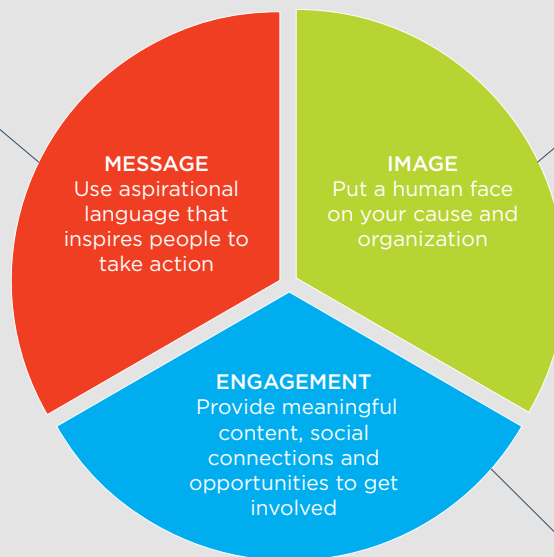 MESSAGE
Use aspirational
language that
inspires people to
take action
IMAGE
Put a human face
on your cause and
organization
ENGAGEMENT
Provide meaningful
content, social
connections and
opportunities to get
involved